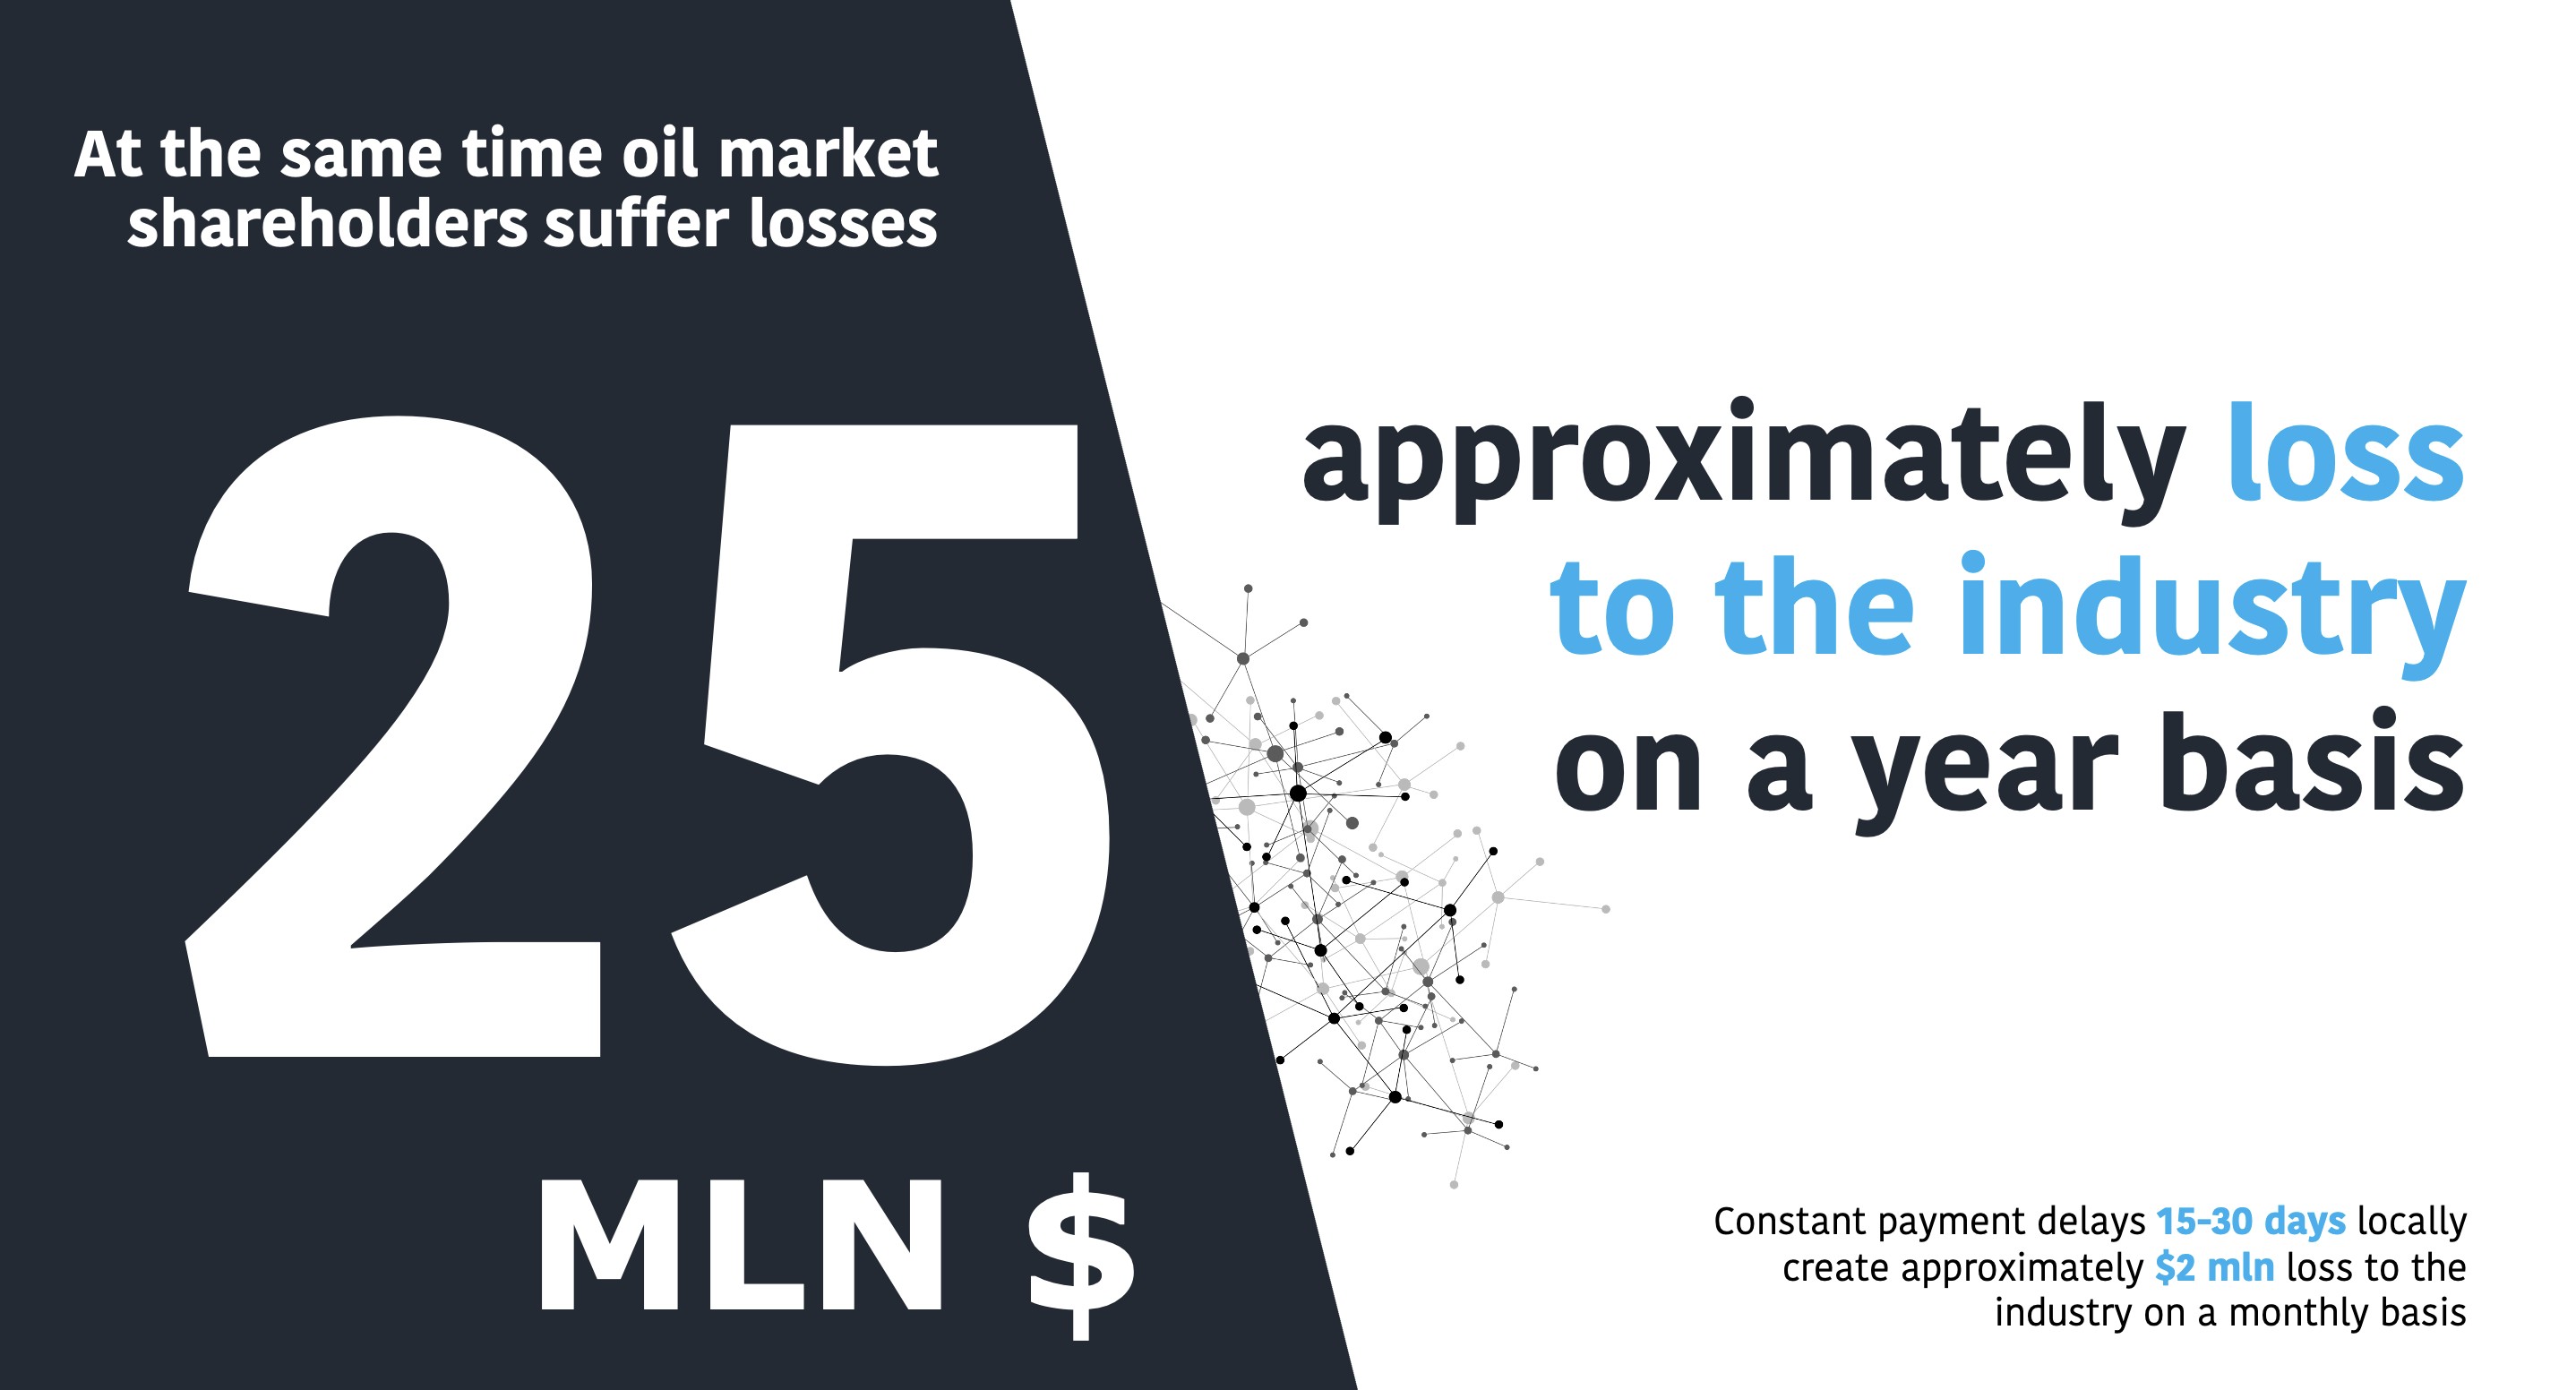 At the same time oil market
shareholders suffer losses
25
MLN $
approximately loss
to the industry
on a year basis
Constant payment delays 15-30 days locally
create approximately $2 mln loss to the
industry on a monthly basis